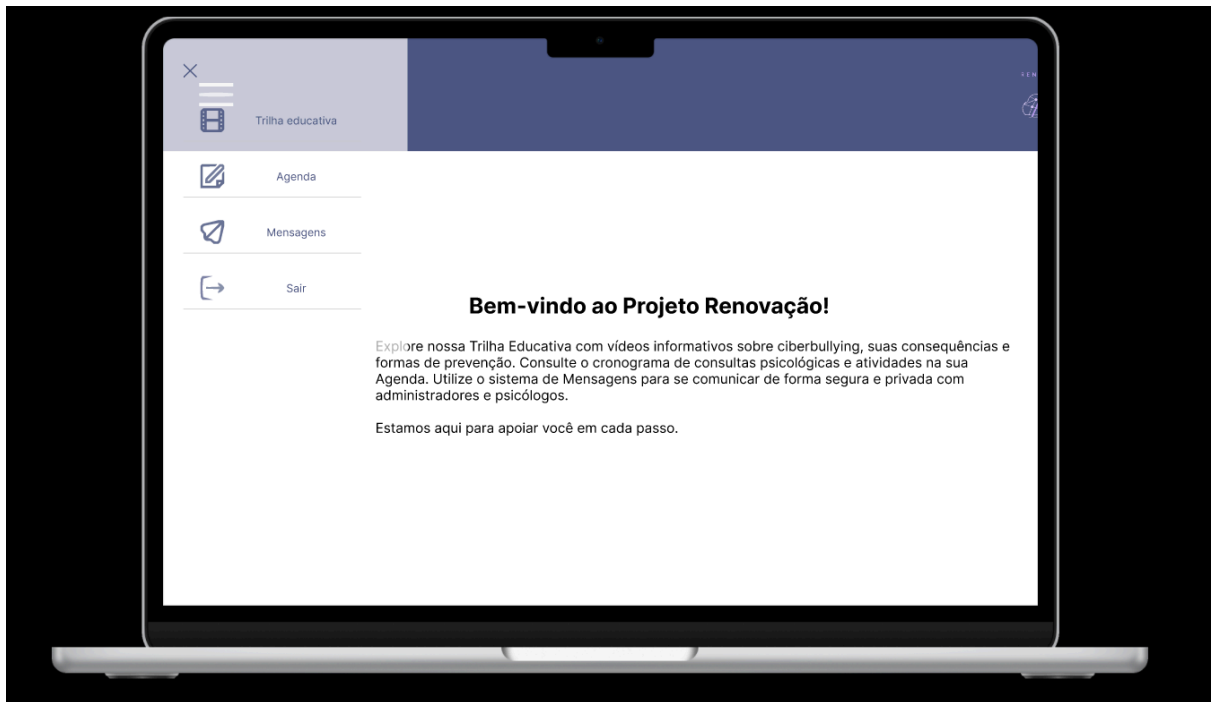 Trilha educativa
Agenda
Mensagens
Sair
Bem-vindo ao Projeto Renovação!
Explore nossa Trilha Educativa com vídeos informativos sobre ciberbullying, suas consequências e
formas de prevenção. Consulte o cronograma de consultas psicológicas e atividades na sua
Agenda. Utilize o sistema de Mensagens para se comunicar de forma segura e privada com
administradores e psicólogos.
Estamos aqui para apoiar você em cada passo.